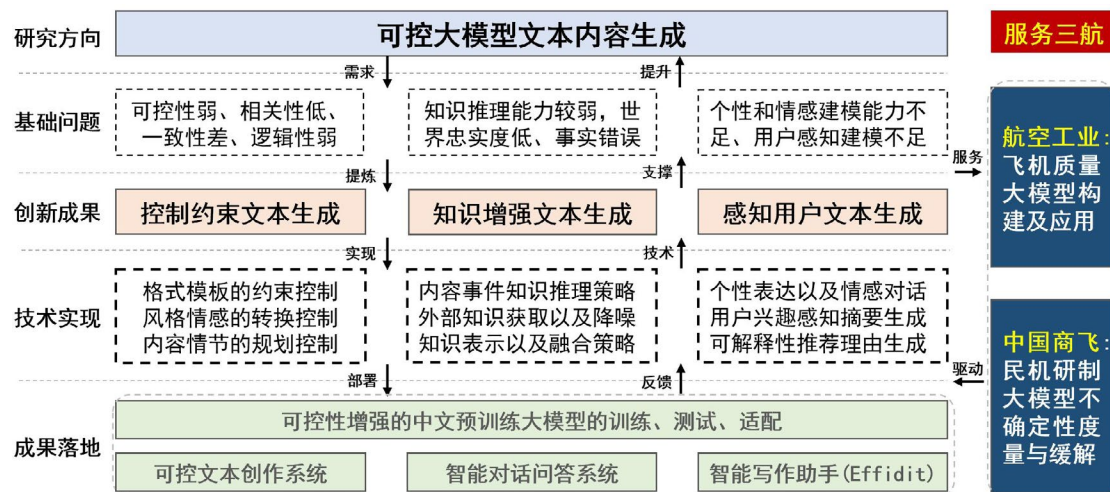 研究方向
可控大模型文本内容生成
服务三航
需求
提升
基础问题
可控性弱、相关性低、
一致性差、逻辑性弱
知识推理能力较弱，世
界忠实度低、事实错误
个性和情感建模能力不
足、用户感知建模不足
提炼
支撑
服务
航空工业：
飞机质量
大模型构
建及应用
创新成果
控制约束文本生成
知识增强文本生成
感知用户文本生成
实现
技术
技术实现
格式模板的约束控制
风格情感的转换控制
内容情节的规划控制
内容事件知识推理策略
外部知识获取以及降噪
知识表示以及融合策略
个性表达以及情感对话
用户兴趣感知摘要生成
可解释性推荐理由生成
部署
反馈
驱动
中国商飞：
民机研制
大模型不
确定性度
量与缓解
成果落地
可控性增强的中文预训练大模型的训练、测试、适配
可控文本创作系统
智能对话问答系统
智能写作助手(Effidit)